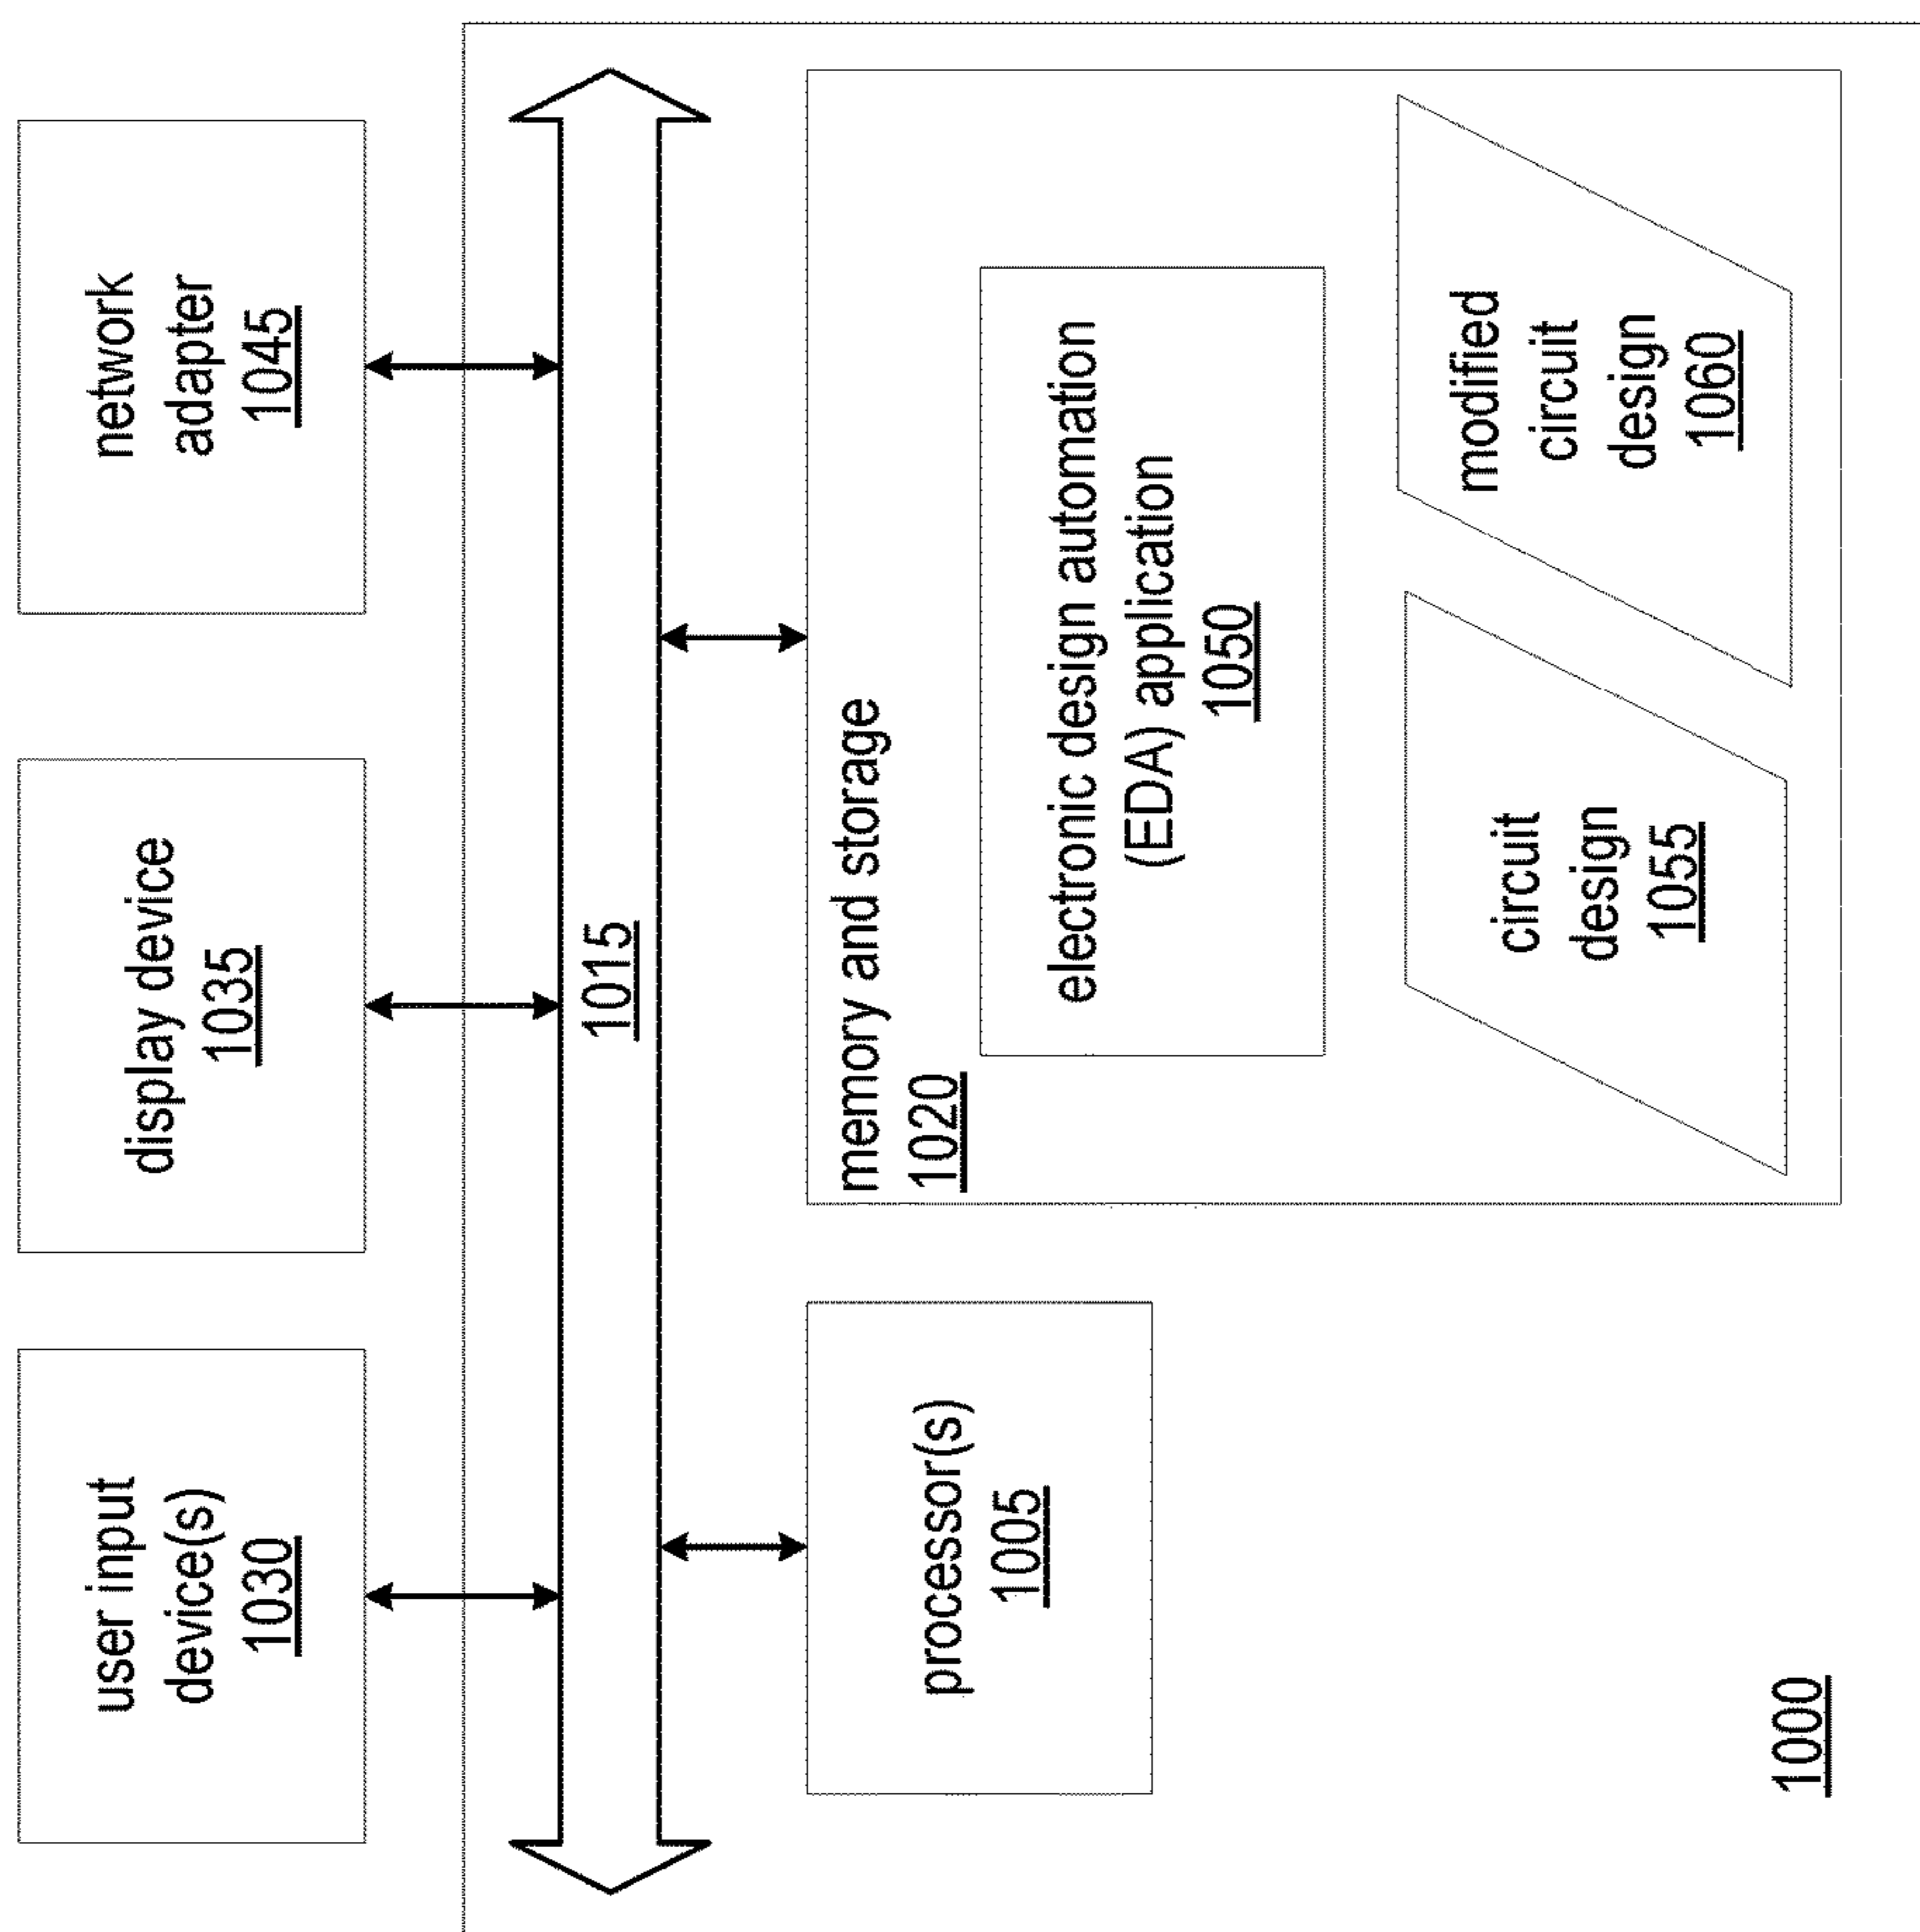 user input
device(s)
1030
display device
1035
network
adapter
1045
1015
processor(s)
1005
memory and storage
1020
electronic design automation
(EDA) application
1050
circuit
design
1055
modified
circuit
design
1060
1000